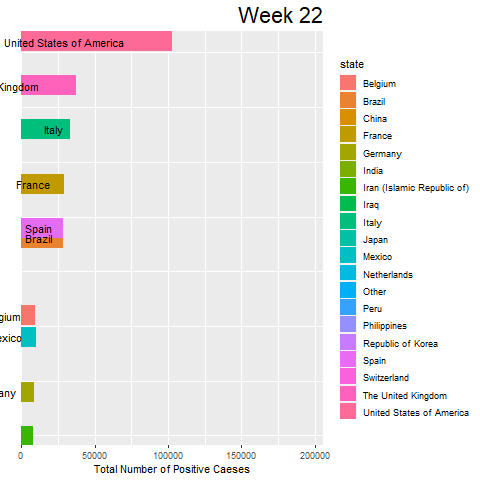 Week 22
United States of America
Kingdom
Italy
France
Spain
Brazil
gium
exico
any
0
50000
100000
150000
200000
Total Number of Positive Caeses
state
Belgium
Brazil
China
France
Germany
India
Iran (Islamic Republic of)
Iraq
Italy
Japan
Mexico
Netherlands
Other
Peru
Philippines
Republic of Korea
Spain
Switzerland
The United Kingdom
United States of America